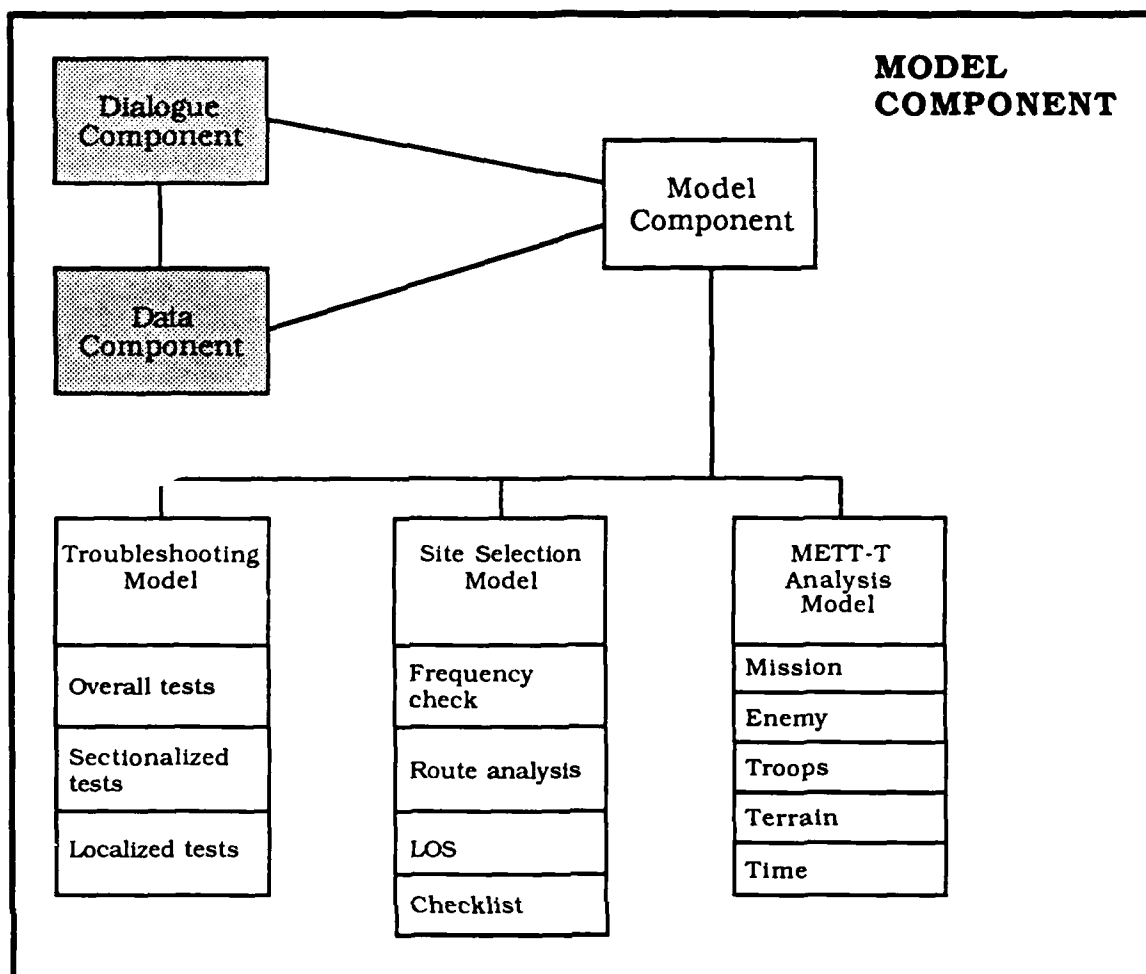 MODEL
COMPONENT
Dialogue
Component
Model
Component
Data
Component
Troubleshooting
Model
Overall tests
Sectionalized
tests
Localized tests
Site Selection
Model
Frequency
check
Route analysis
LOS
Checklist
METT-T
Analysis
Model
Mission
Enemy
Troops
Terrain
Time